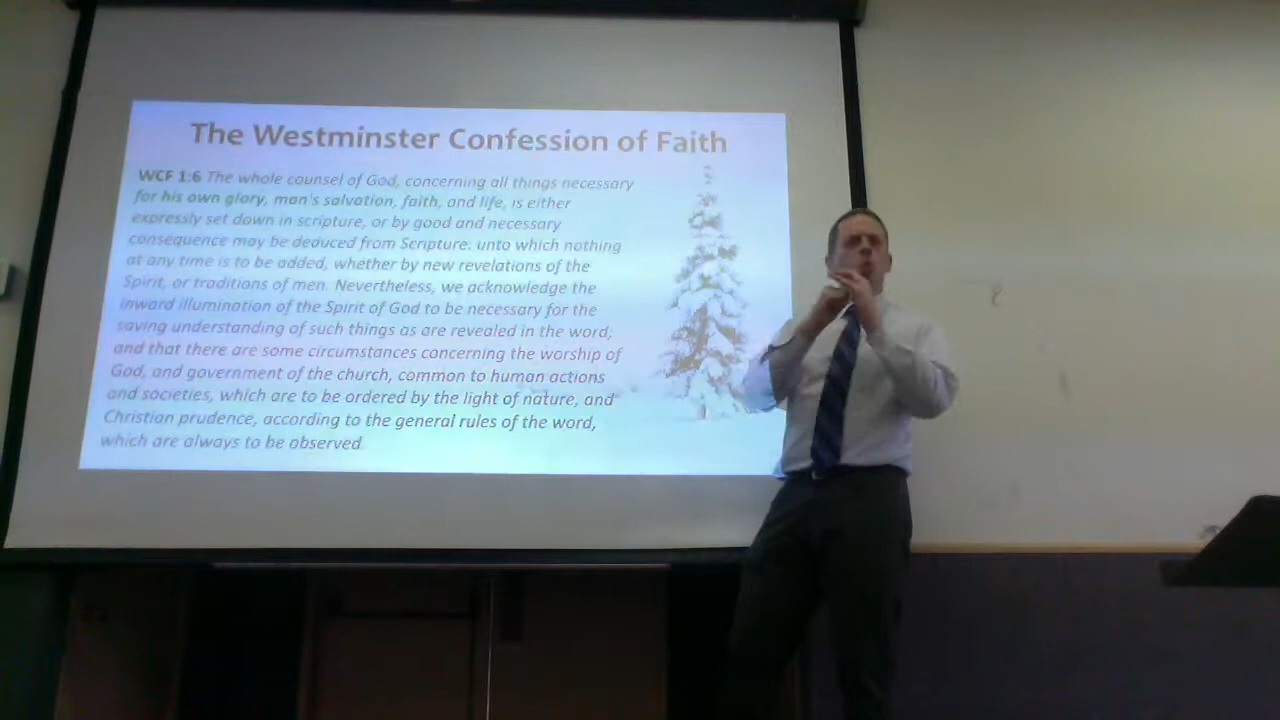 The Westminster Confession of Faith
WCF 1:6 The whole counsel of God, concerning all things necessary
for his own glory, man's salvation, faith, and life, is either
expressly set down in scripture, or by good and necessary
consequence may be deduced from Scripture: unto which nothing
at any time is to be added, whether by new revelations of the
Spirit, or traditions of men. Nevertheless, we acknowledge the
inward illumination of the Spirit of God to be necessary for the
saving understanding of such things as are revealed in the word;
and that there are some circumstances concerning the worship of
God, and government of the church, common to human actions
and societies, which are to be ordered by the light of nature, and
Christian prudence, according to the general rules of the word,
which are always to be observed.